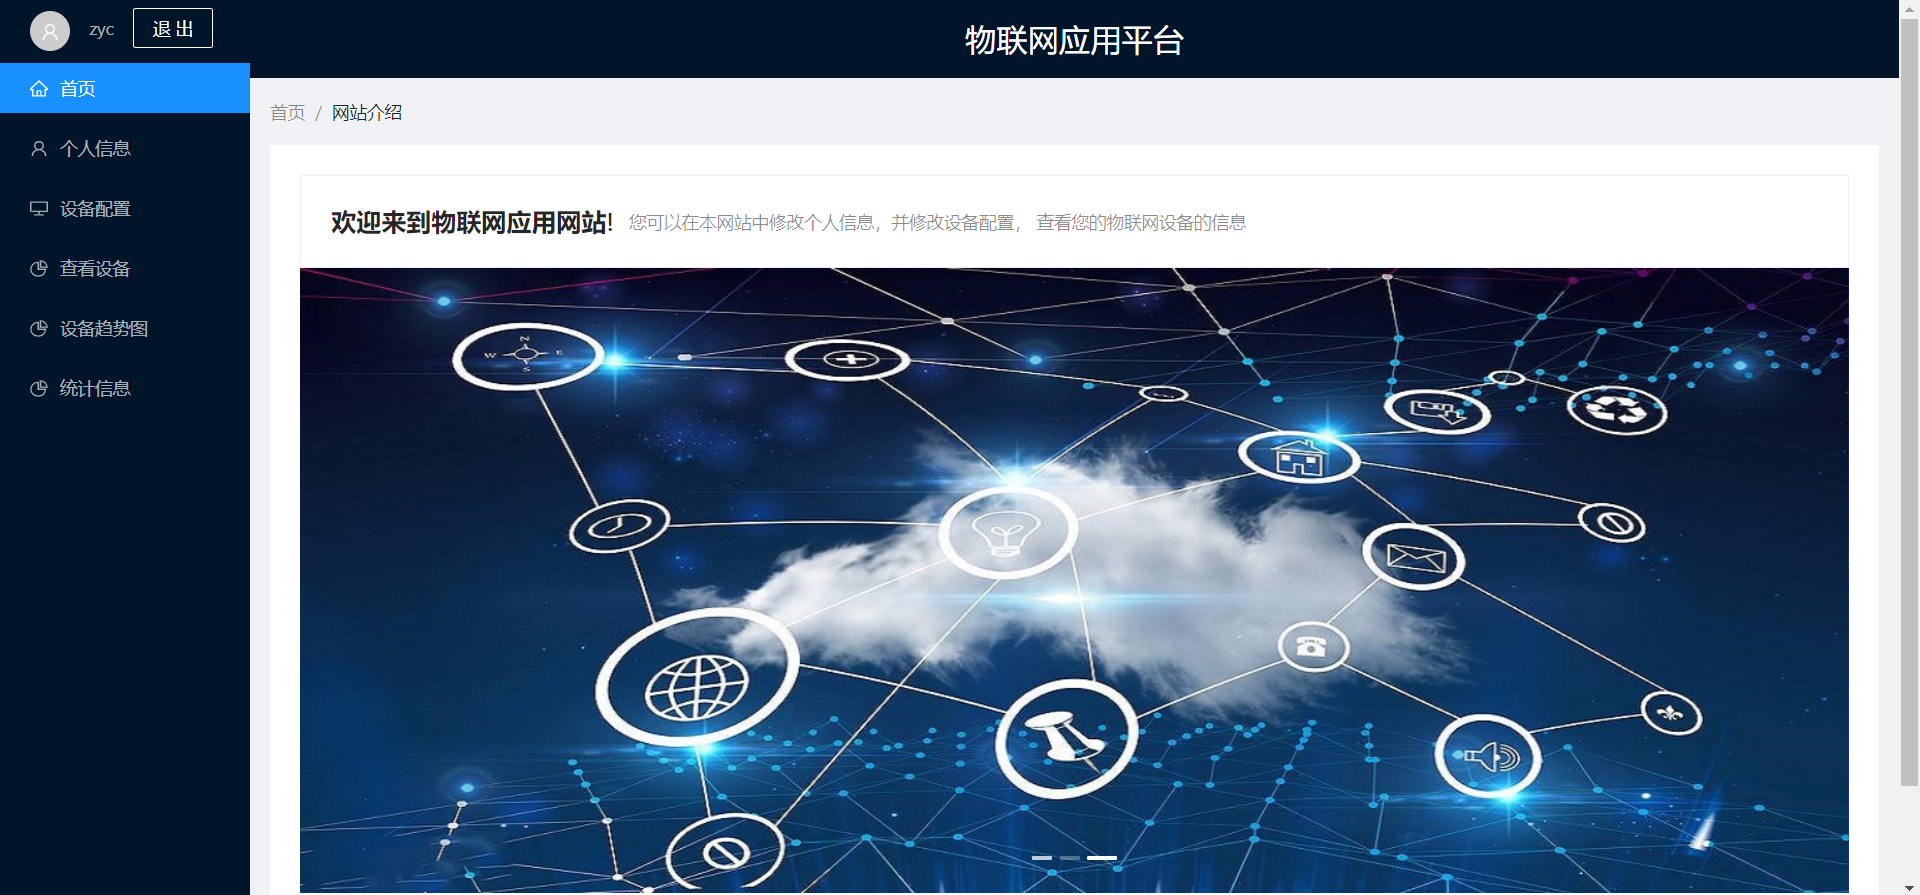 zyc
退 出
物联网应用平台
首页
个人信息
设备配置
查看设备
设备趋势图
统计信息
首页 / 网站介绍
欢迎来到物联网应用网站! 您可以在本网站中修改个人信息，并修改设备配置， 查看您的物联网设备的信息
N
W E
S